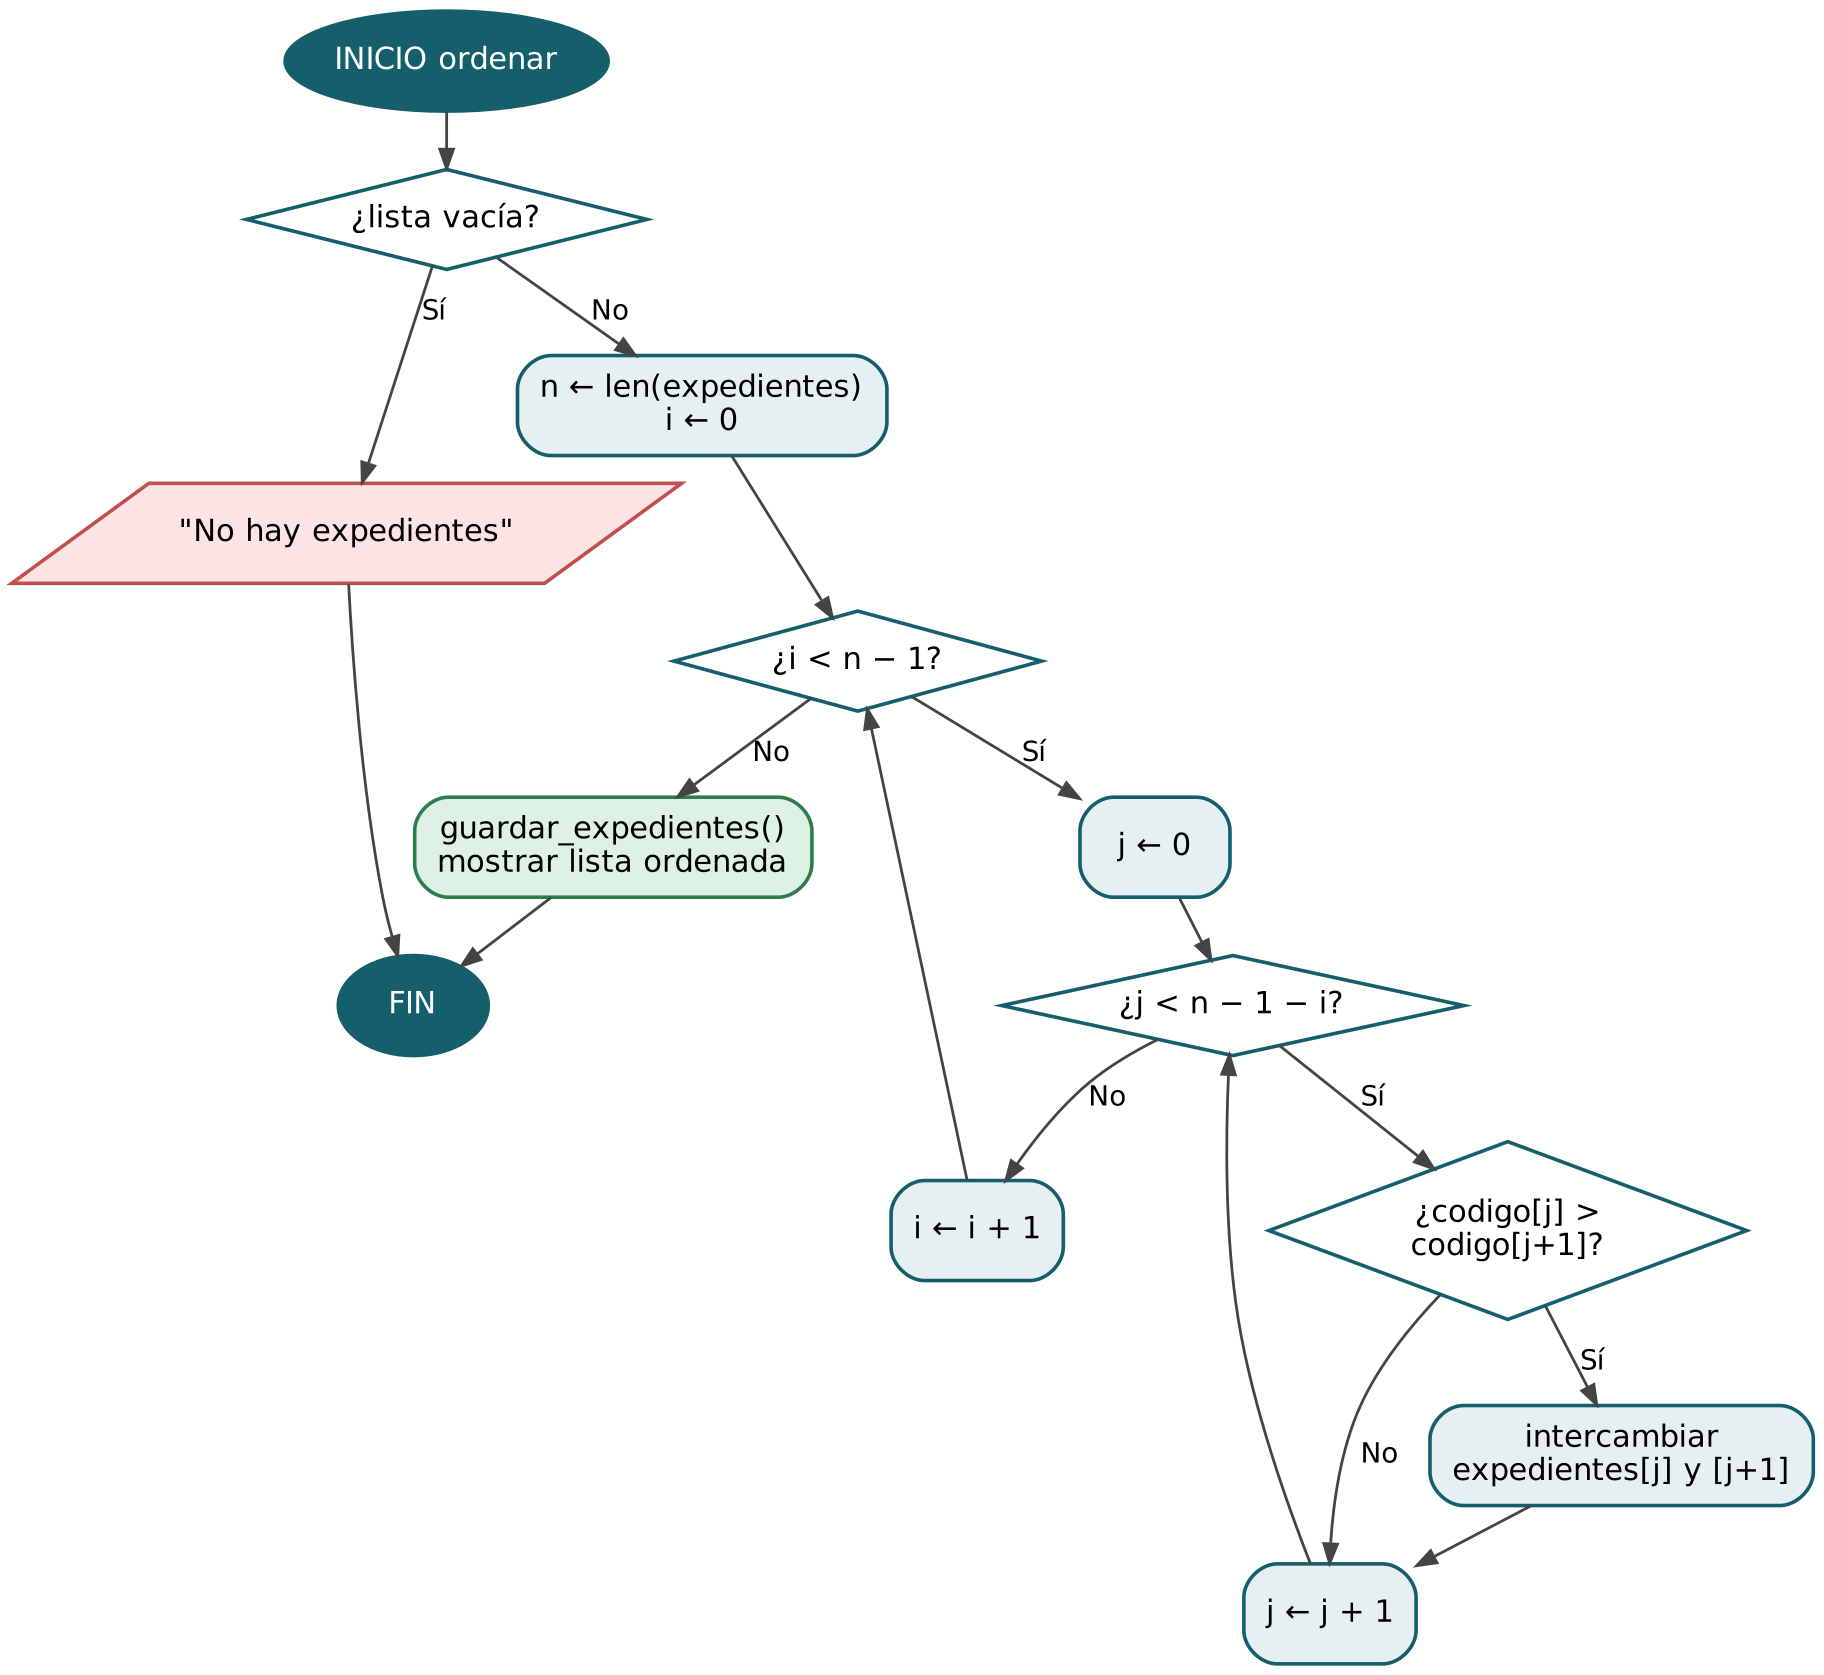 INICIO ordenar
¿lista vacía?
Sí
No
n ← len(expedientes)
i ← 0
"No hay expedientes"
¿i < n − 1?
No
Sí
guardar_expedientes()
mostrar lista ordenada
j ← 0
FIN
¿j < n − 1 − i?
No
Sí
i ← i + 1
¿codigo[j] >
codigo[j+1]?
Sí
No
intercambiar
expedientes[j] y [j+1]
j ← j + 1